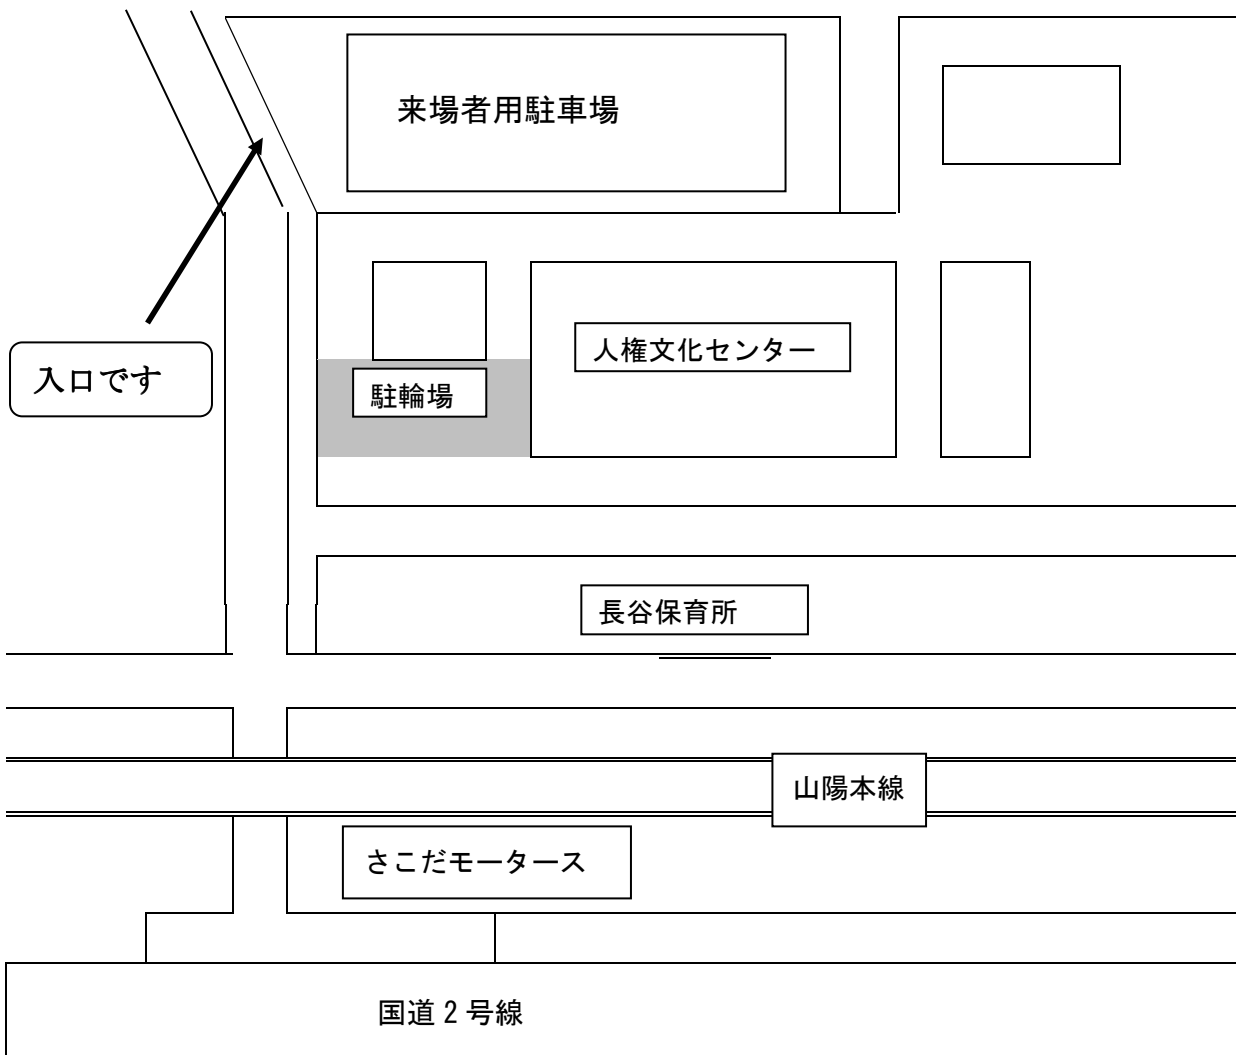 来場者用駐車場
人権文化センター
入口です
駐輪場
長谷保育所
山陽本線
さこだモータース
国道2号線